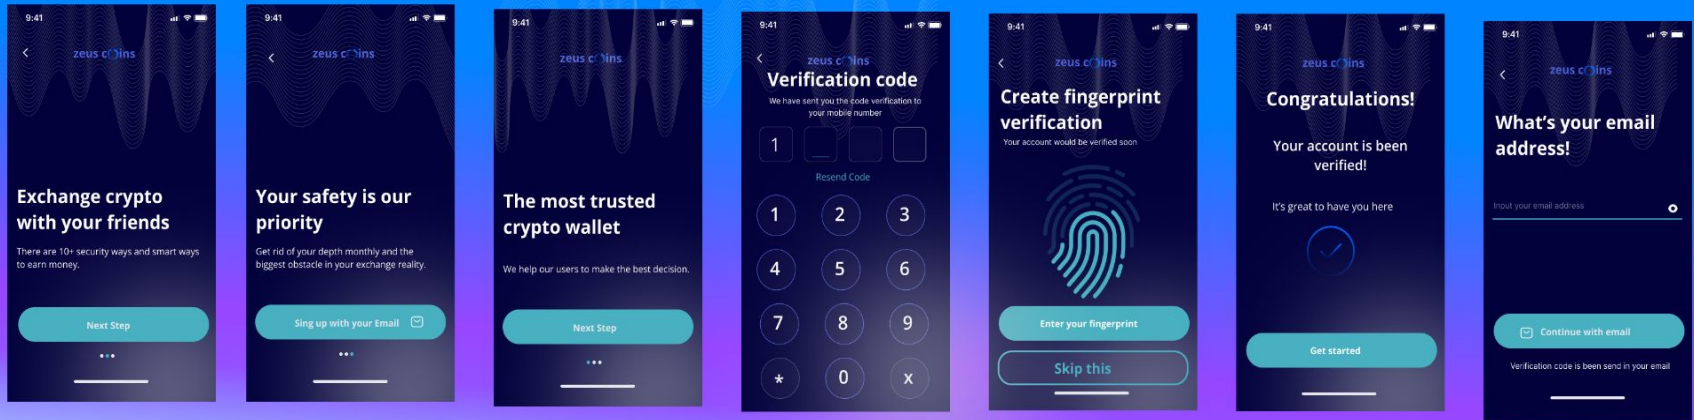 9:41
zeus coins
Exchange crypto
with your friends
There are 10+ security ways and smart ways
to earn money.
Next Step
9:41
zeus coins
Your safety is our
priority
Get rid of your depth monthly and the
biggest obstacle in your exchange reality.
Sing up with your Email
9:41
zeus coins
The most trusted
crypto wallet
We help our users to make the best decision.
Next Step
9:41
zeus coins
Verification code
We have sent you the code verification to
your mobile number
1
Resend Code
1 2 3
4 5 6
7 8 9
* 0 X
9:41
zeus coins
Create fingerprint
verification
Your account would be verified soon
Enter your fingerprint
Skip this
9:41
zeus coins
Congratulations!
Your account is been
verified!
It's great to have you here
Get started
9:41
zeus coins
What's your email
address!
Input your email address
Continue with email
Verification code is been send in your email